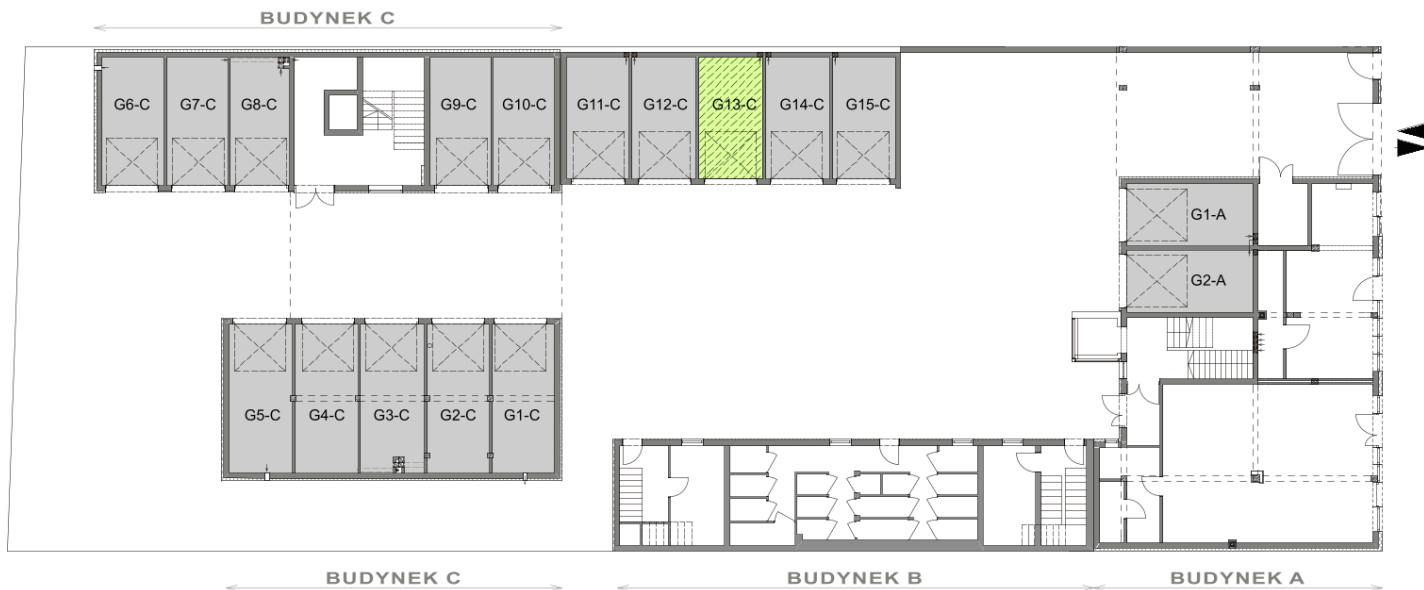 BUDYNEK C
G6-C G7-C G8-C G9-C G10-C G11-C G12-C G13-C G14-C G15-C
G1-A
G2-A
G5-C G4-C G3-C G2-C G1-C
BUDYNEK C BUDYNEK B BUDYNEK A